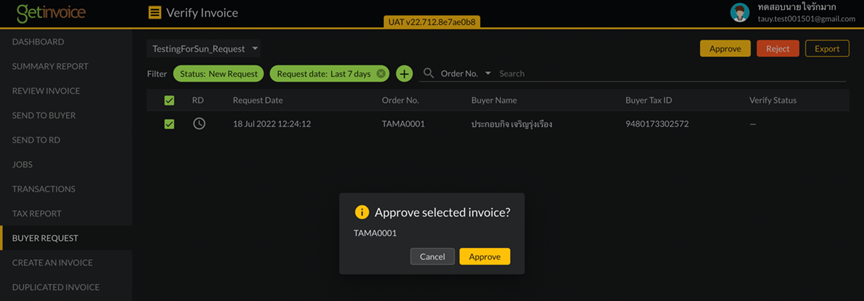 getinvoice
Verify Invoice
UAT v22.712.8e7ae0b8
ทดสอบนายใจรักมาก
tauy.test001501@gmail.com
DASHBOARD
SUMMARY REPORT
REVIEW INVOICE
SEND TO BUYER
SEND TO RD
JOBS
TRANSACTIONS
TAX REPORT
BUYER REQUEST
CREATE AN INVOICE
DUPLICATED INVOICE
TestingForSun_Request
Approve Reject Export
Filter Status: New Request Request date: Last 7 days Order No. Search
RD Request Date Order No. Buyer Name Buyer Tax ID Verify Status
18 Jul 2022 12:24:12 TAMA0001 ประกอบกิจ เจริญรุ่งเรือง 9480173302572 —
Approve selected invoice?
TAMA0001
Cancel Approve